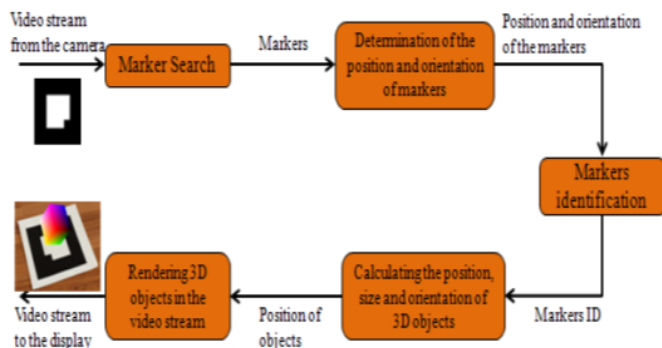 Video stream
from the camera
Marker Search
Markers
Determination of the
position and orientation
of markers
Position and orientation
of the markers
Markers
identification
Markers ID
Calculating the position,
size and orientation of
3D objects
Position of
objects
Rendering 3D
objects in the
video stream
Video stream
to the display